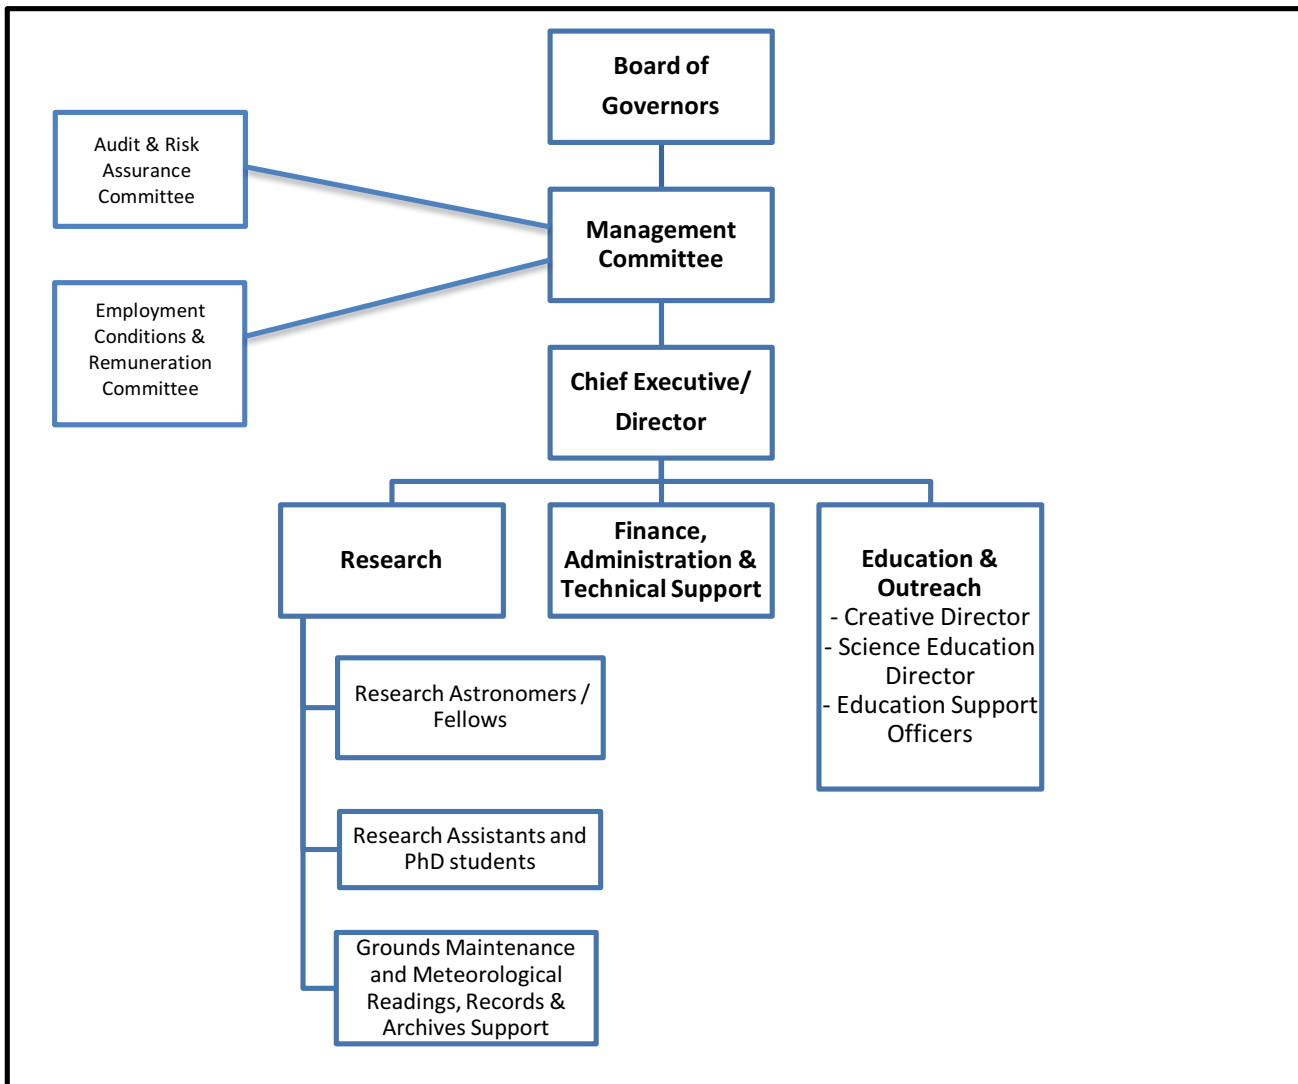 Board of
Governors
Audit & Risk
Assurance
Committee
Management
Committee
Employment
Conditions &
Remuneration
Committee
Chief Executive/
Director
Research
Finance,
Administration &
Technical Support
Education &
Outreach
- Creative Director
- Science Education
Director
- Education Support
Officers
Research Astronomers /
Fellows
Research Assistants and
PhD students
Grounds Maintenance
and Meteorological
Readings, Records &
Archives Support